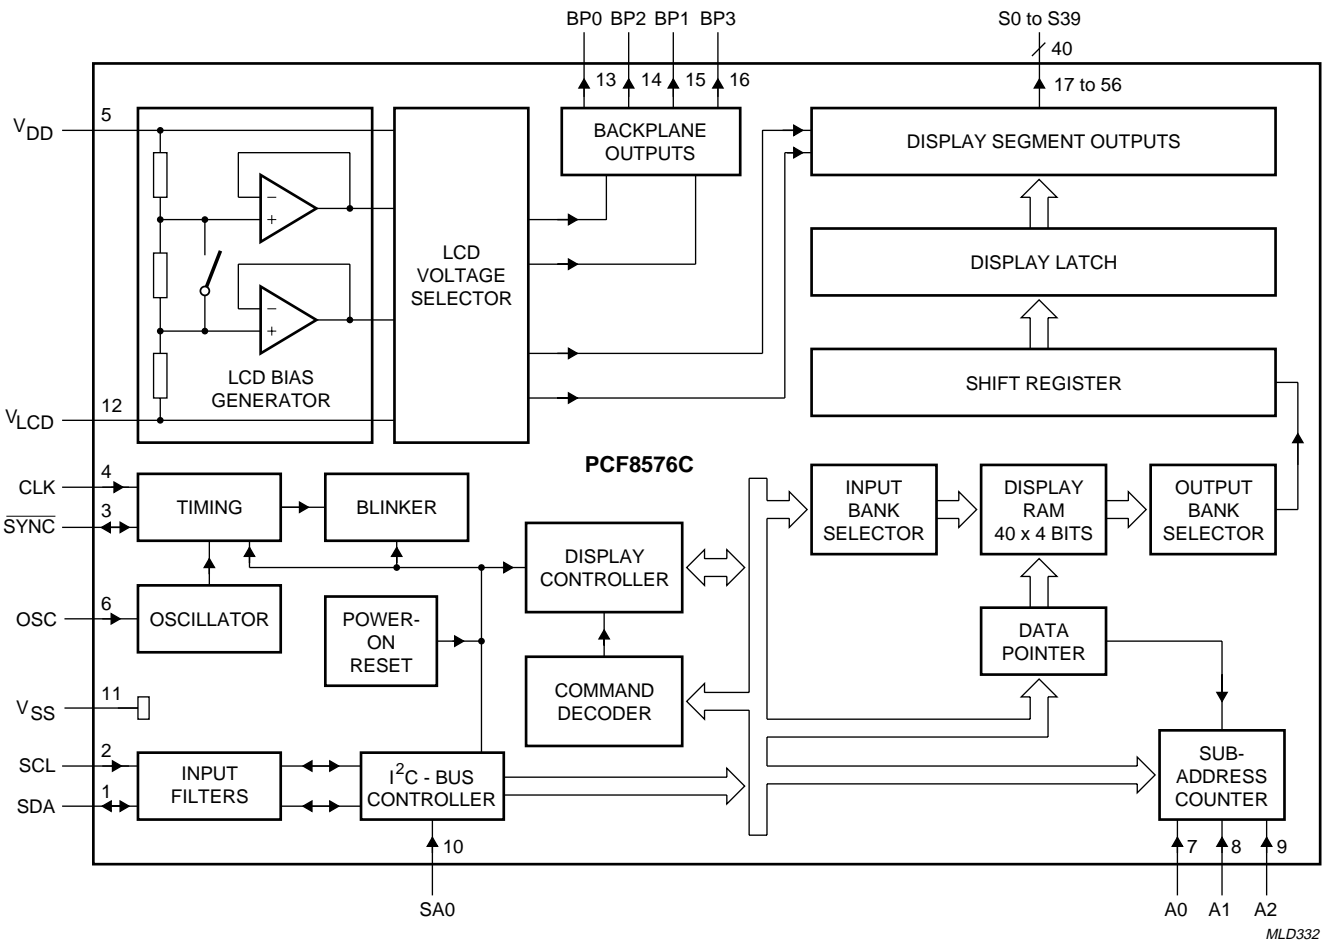 BP0 BP2 BP1 BP3
S0 to S39
40
13 14 15 16
17 to 56
VDD
5
BACKPLANE
OUTPUTS
DISPLAY SEGMENT OUTPUTS
−
+
LCD
VOLTAGE
SELECTOR
DISPLAY LATCH
−
+
LCD BIAS
GENERATOR
SHIFT REGISTER
VLCD
12
PCF8576C
CLK
4
SYNC
3
TIMING
BLINKER
INPUT
BANK
SELECTOR
DISPLAY
RAM
40 x 4 BITS
OUTPUT
BANK
SELECTOR
DISPLAY
CONTROLLER
OSC
6
OSCILLATOR
POWER-
ON
RESET
DATA
POINTER
COMMAND
DECODER
VSS
11
SCL
2
SDA
1
INPUT
FILTERS
I²C - BUS
CONTROLLER
SUB-
ADDRESS
COUNTER
10
7 8 9
SA0
A0 A1 A2
MLD332